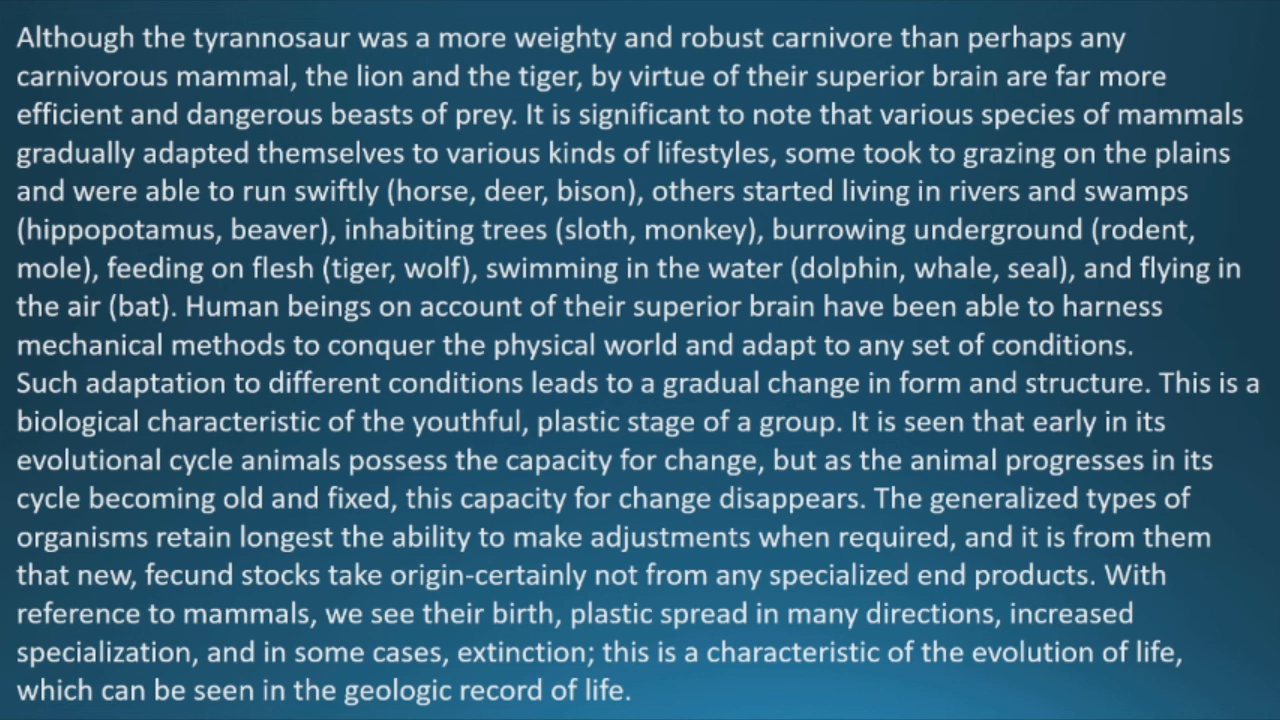 Although the tyrannosaur was a more weighty and robust carnivore than perhaps any
carnivorous mammal, the lion and the tiger, by virtue of their superior brain are far more
efficient and dangerous beasts of prey. It is significant to note that various species of mammals
gradually adapted themselves to various kinds of lifestyles, some took to grazing on the plains
and were able to run swiftly (horse, deer, bison), others started living in rivers and swamps
(hippopotamus, beaver), inhabiting trees (sloth, monkey), burrowing underground (rodent,
mole), feeding on flesh (tiger, wolf), swimming in the water (dolphin, whale, seal), and flying in
the air (bat). Human beings on account of their superior brain have been able to harness
mechanical methods to conquer the physical world and adapt to any set of conditions.
Such adaptation to different conditions leads to a gradual change in form and structure. This is a
biological characteristic of the youthful, plastic stage of a group. It is seen that early in its
evolutional cycle animals possess the capacity for change, but as the animal progresses in its
cycle becoming old and fixed, this capacity for change disappears. The generalized types of
organisms retain longest the ability to make adjustments when required, and it is from them
that new, fecund stocks take origin-certainly not from any specialized end products. With
reference to mammals, we see their birth, plastic spread in many directions, increased
specialization, and in some cases, extinction; this is a characteristic of the evolution of life,
which can be seen in the geologic record of life.